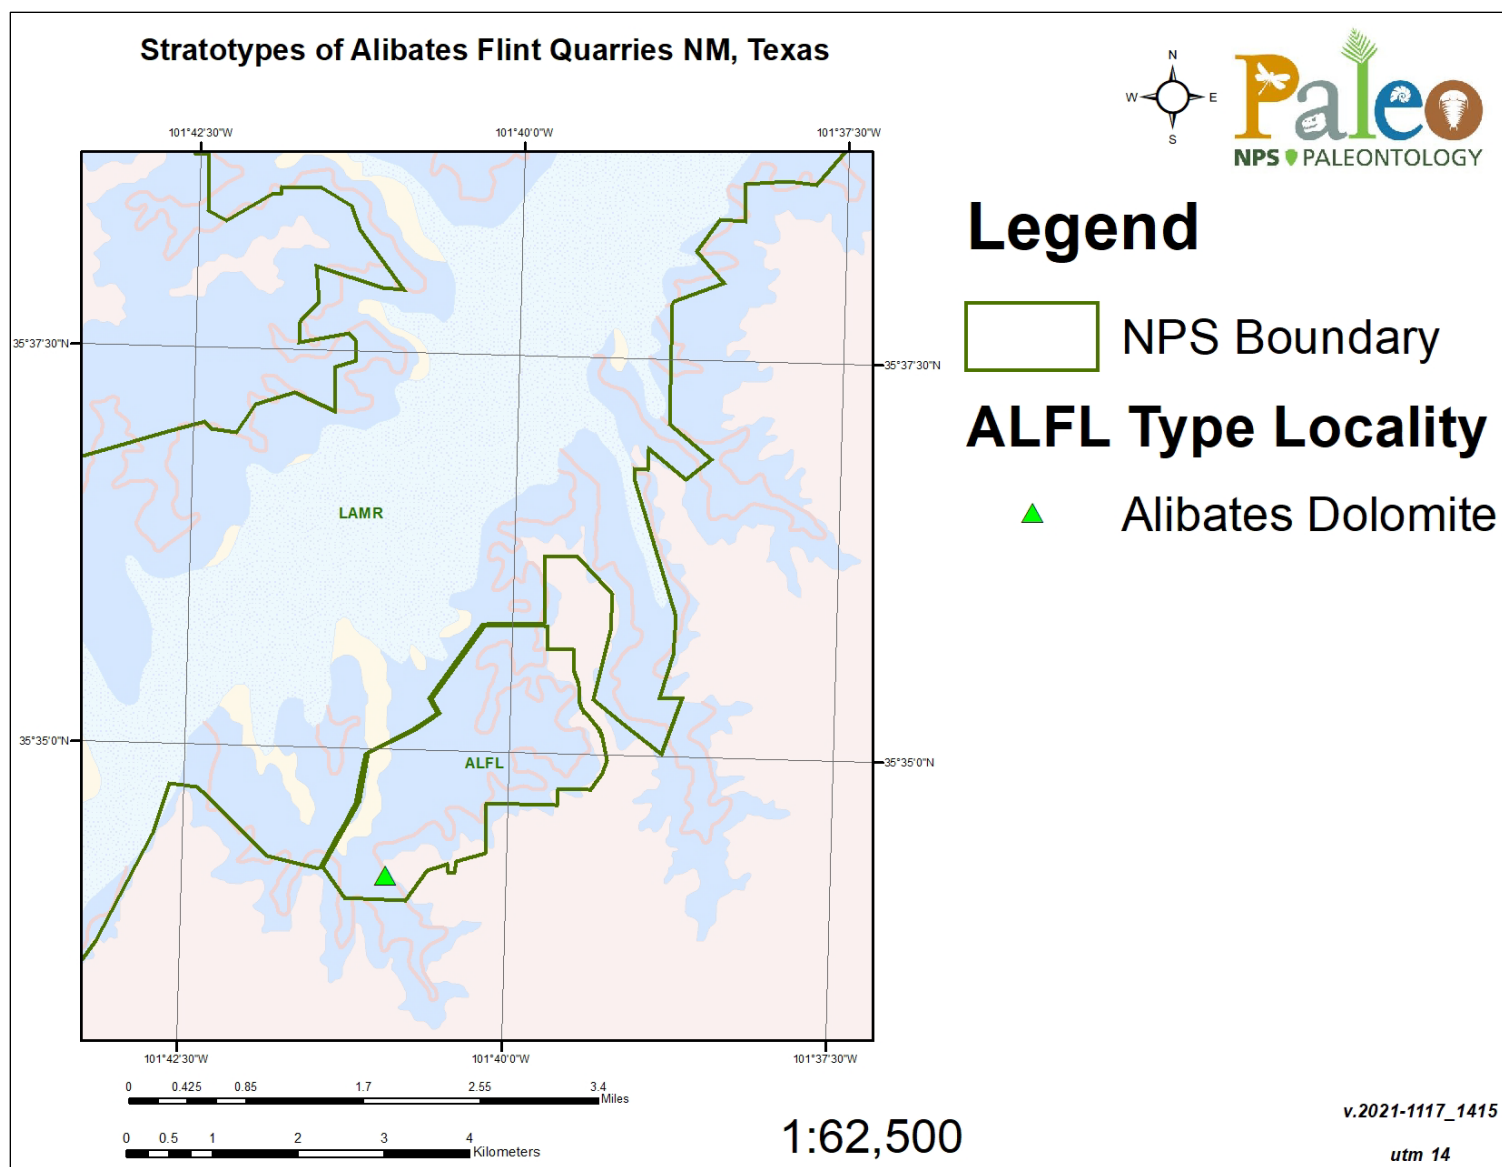 Stratotypes of Alibates Flint Quarries NM, Texas
N
W E
S
Paleo
NPS PALEONTOLOGY
101°42'30"W 101°40'0"W 101°37'30"W
Legend
NPS Boundary
35°37'30"N
35°37'30"N
ALFL Type Locality
Alibates Dolomite
LAMR
35°35'0"N
35°35'0"N
ALFL
101°42'30"W 101°40'0"W 101°37'30"W
0 0.425 0.85 1.7 2.55 3.4
Miles
0 0.5 1 2 3 4
Kilometers
1:62,500
v.2021-1117_1415
utm 14